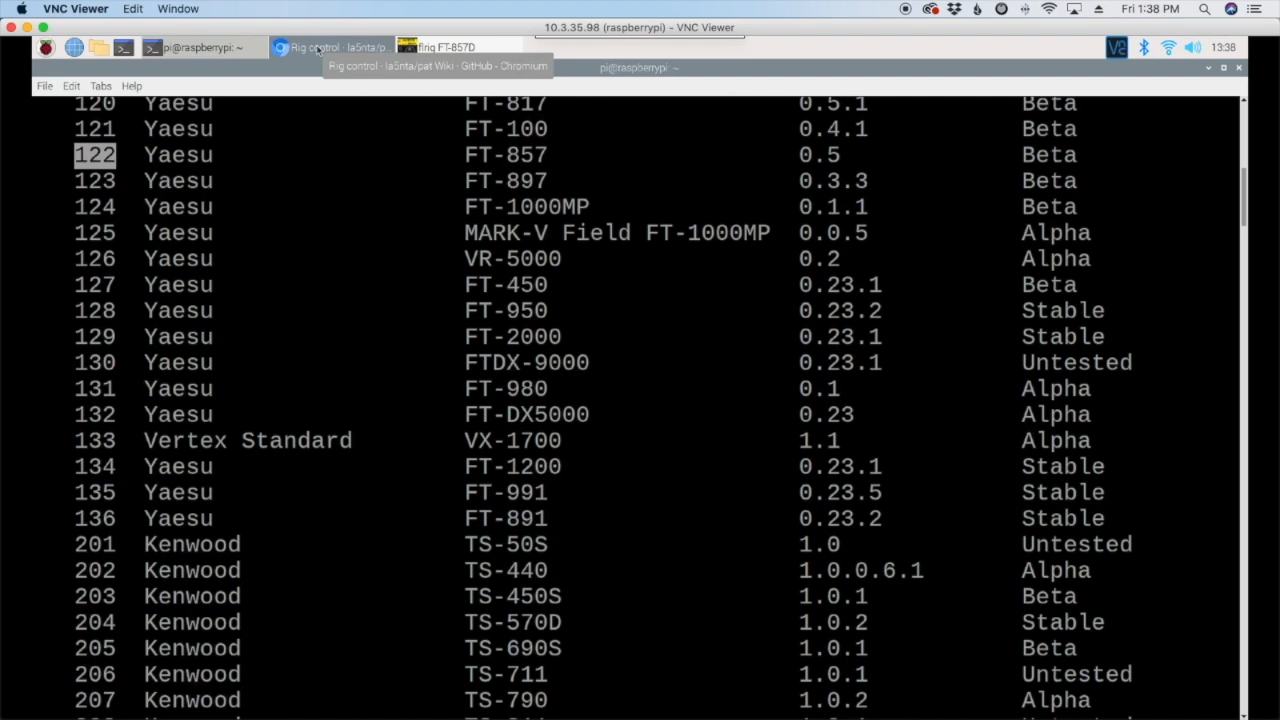 VNC Viewer Edit Window Fri 1:38 PM
10.3.35.98 (raspberrypi) - VNC Viewer
pi@raspberrypi: ~ Rig control · la5nta/p... flrig FT-857D 13:38
Rig control · la5nta/pat Wiki · GitHub - Chromium
pi@raspberrypi: ~
File Edit Tabs Help
120 Yaesu FT-817 0.5.1 Beta
121 Yaesu FT-100 0.4.1 Beta
122 Yaesu FT-857 0.5 Beta
123 Yaesu FT-897 0.3.3 Beta
124 Yaesu FT-1000MP 0.1.1 Beta
125 Yaesu MARK-V Field FT-1000MP 0.0.5 Alpha
126 Yaesu VR-5000 0.2 Alpha
127 Yaesu FT-450 0.23.1 Beta
128 Yaesu FT-950 0.23.2 Stable
129 Yaesu FT-2000 0.23.1 Stable
130 Yaesu FTDX-9000 0.23.1 Untested
131 Yaesu FT-980 0.1 Alpha
132 Yaesu FT-DX5000 0.23 Alpha
133 Vertex Standard VX-1700 1.1 Alpha
134 Yaesu FT-1200 0.23.1 Stable
135 Yaesu FT-991 0.23.5 Stable
136 Yaesu FT-891 0.23.2 Stable
201 Kenwood TS-50S 1.0 Untested
202 Kenwood TS-440 1.0.0.6.1 Alpha
203 Kenwood TS-450S 1.0.1 Beta
204 Kenwood TS-570D 1.0.2 Stable
205 Kenwood TS-690S 1.0.1 Beta
206 Kenwood TS-711 1.0.1 Untested
207 Kenwood TS-790 1.0.2 Alpha